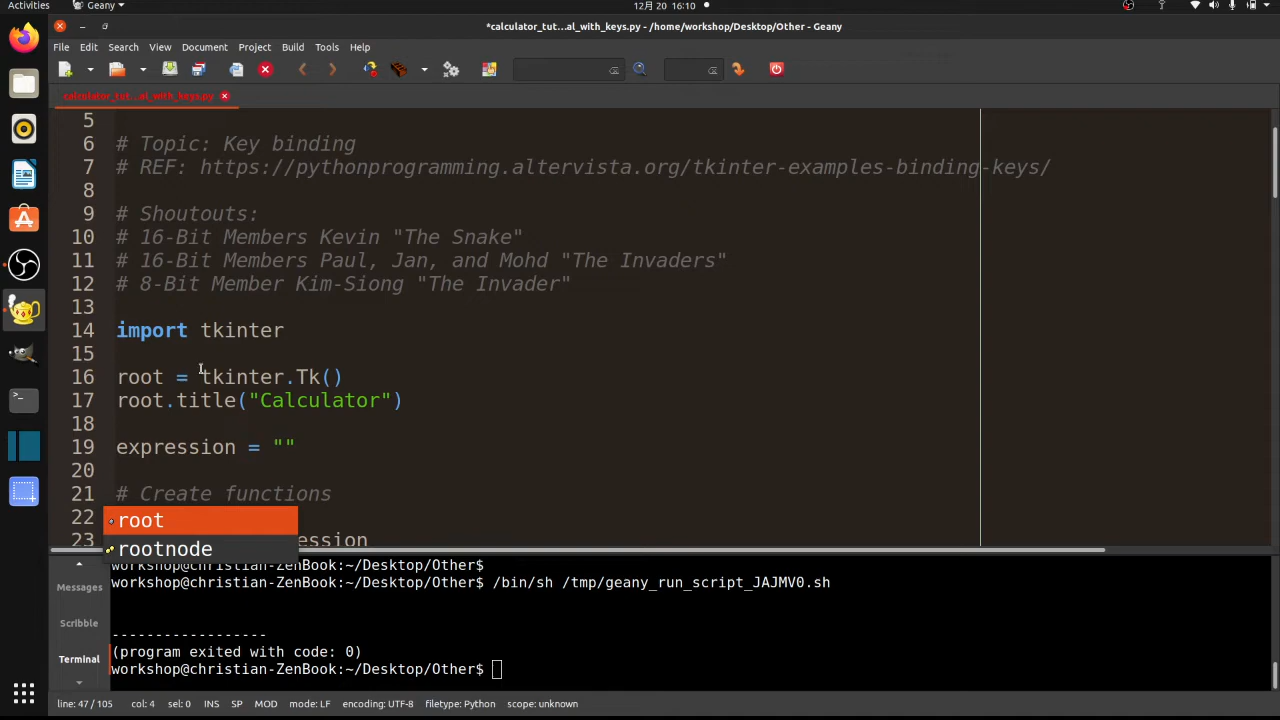 Activities
Geany
12月 20 16:10
*calculator_tut...al_with_keys.py - /home/workshop/Desktop/Other - Geany
File Edit Search View Document Project Build Tools Help
calculator_tut...al_with_keys.py
5
6 # Topic: Key binding
7 # REF: https://pythonprogramming.altervista.org/tkinter-examples-binding-keys/
8
9 # Shoutouts:
10 # 16-Bit Members Kevin "The Snake"
11 # 16-Bit Members Paul, Jan, and Mohd "The Invaders"
12 # 8-Bit Member Kim-Siong "The Invader"
13
14 import tkinter
15
16 root = tkinter.Tk()
17 root.title("Calculator")
18
19 expression = ""
20
21 # Create functions
22
23 ession
root
rootnode
Messages
Scribble
Terminal
workshop@christian-ZenBook:~/Desktop/Other$
workshop@christian-ZenBook:~/Desktop/Other$ /bin/sh /tmp/geany_run_script_JAJMV0.sh
------------------
(program exited with code: 0)
workshop@christian-ZenBook:~/Desktop/Other$
line: 47 / 105 col: 4 sel: 0 INS SP MOD mode: LF encoding: UTF-8 filetype: Python scope: unknown